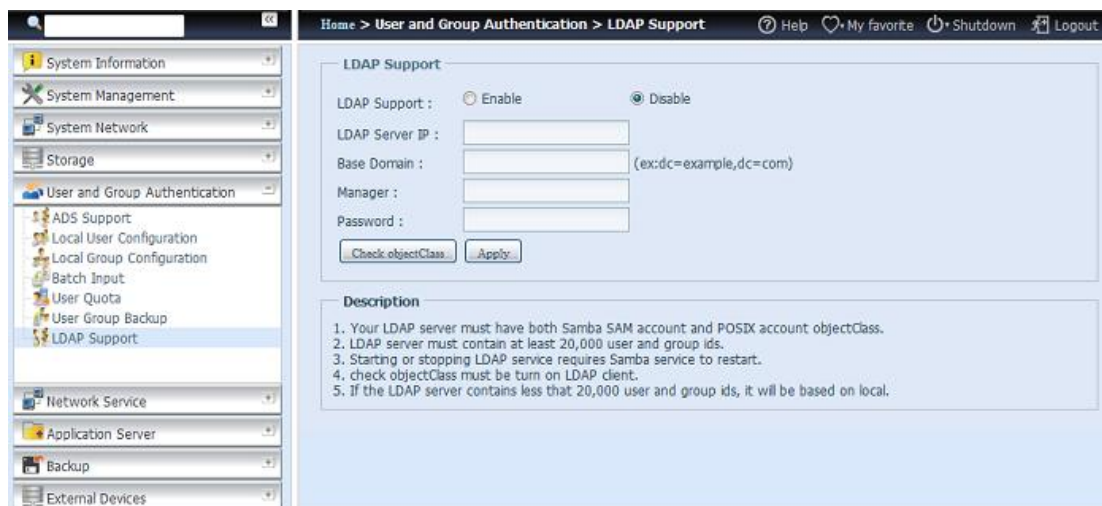 Home > User and Group Authentication > LDAP Support
Help
My favorite
Shutdown
Logout
System Information
System Management
System Network
Storage
User and Group Authentication
ADS Support
Local User Configuration
Local Group Configuration
Batch Input
User Quota
User Group Backup
LDAP Support
Network Service
Application Server
Backup
External Devices
LDAP Support
LDAP Support : Enable Disable
LDAP Server IP :
Base Domain : (ex:dc=example,dc=com)
Manager :
Password :
Check objectClass Apply
Description
1. Your LDAP server must have both Samba SAM account and POSIX account objectClass.
2. LDAP server must contain at least 20,000 user and group ids.
3. Starting or stopping LDAP service requires Samba service to restart.
4. check objectClass must be turn on LDAP client.
5. If the LDAP server contains less that 20,000 user and group ids, it will be based on local.